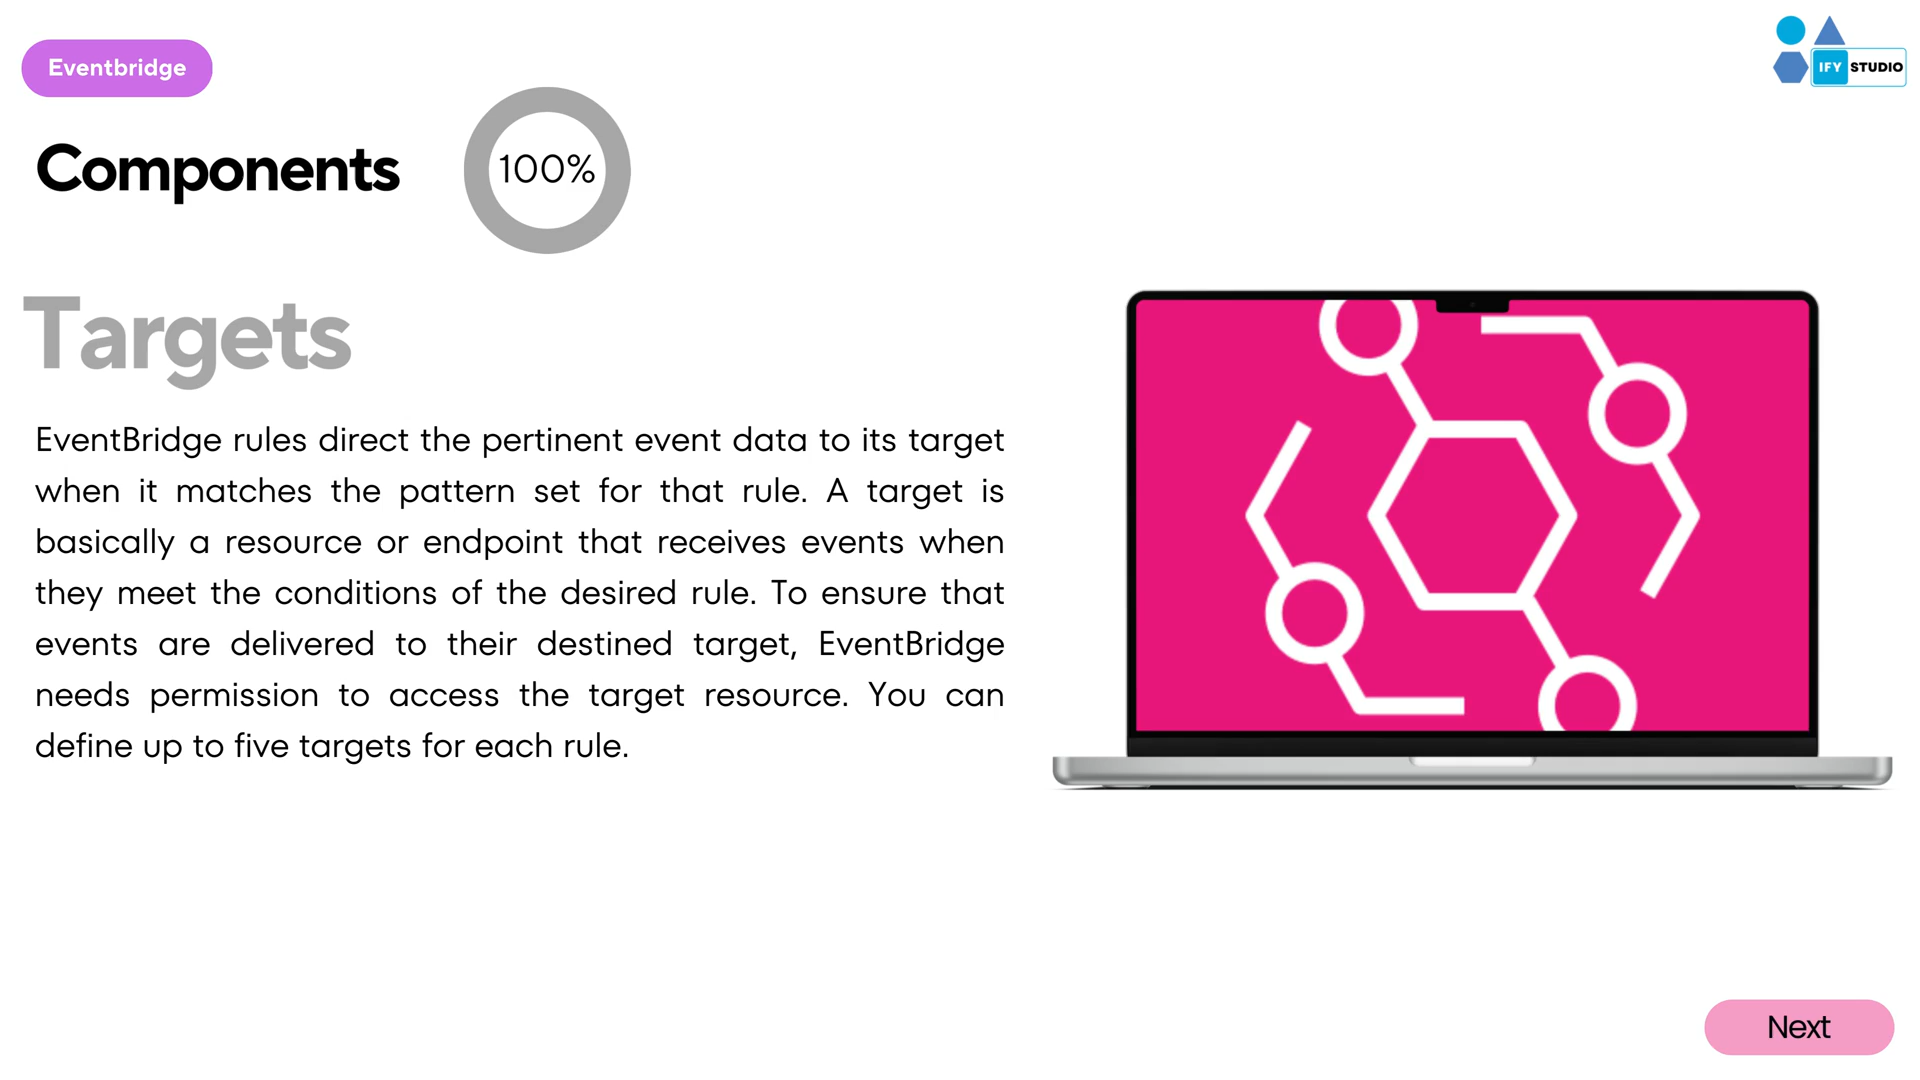 Eventbridge
IFY STUDIO
Components
100%
Targets
EventBridge rules direct the pertinent event data to its target
when it matches the pattern set for that rule. A target is
basically a resource or endpoint that receives events when
they meet the conditions of the desired rule. To ensure that
events are delivered to their destined target, EventBridge
needs permission to access the target resource. You can
define up to five targets for each rule.
Next